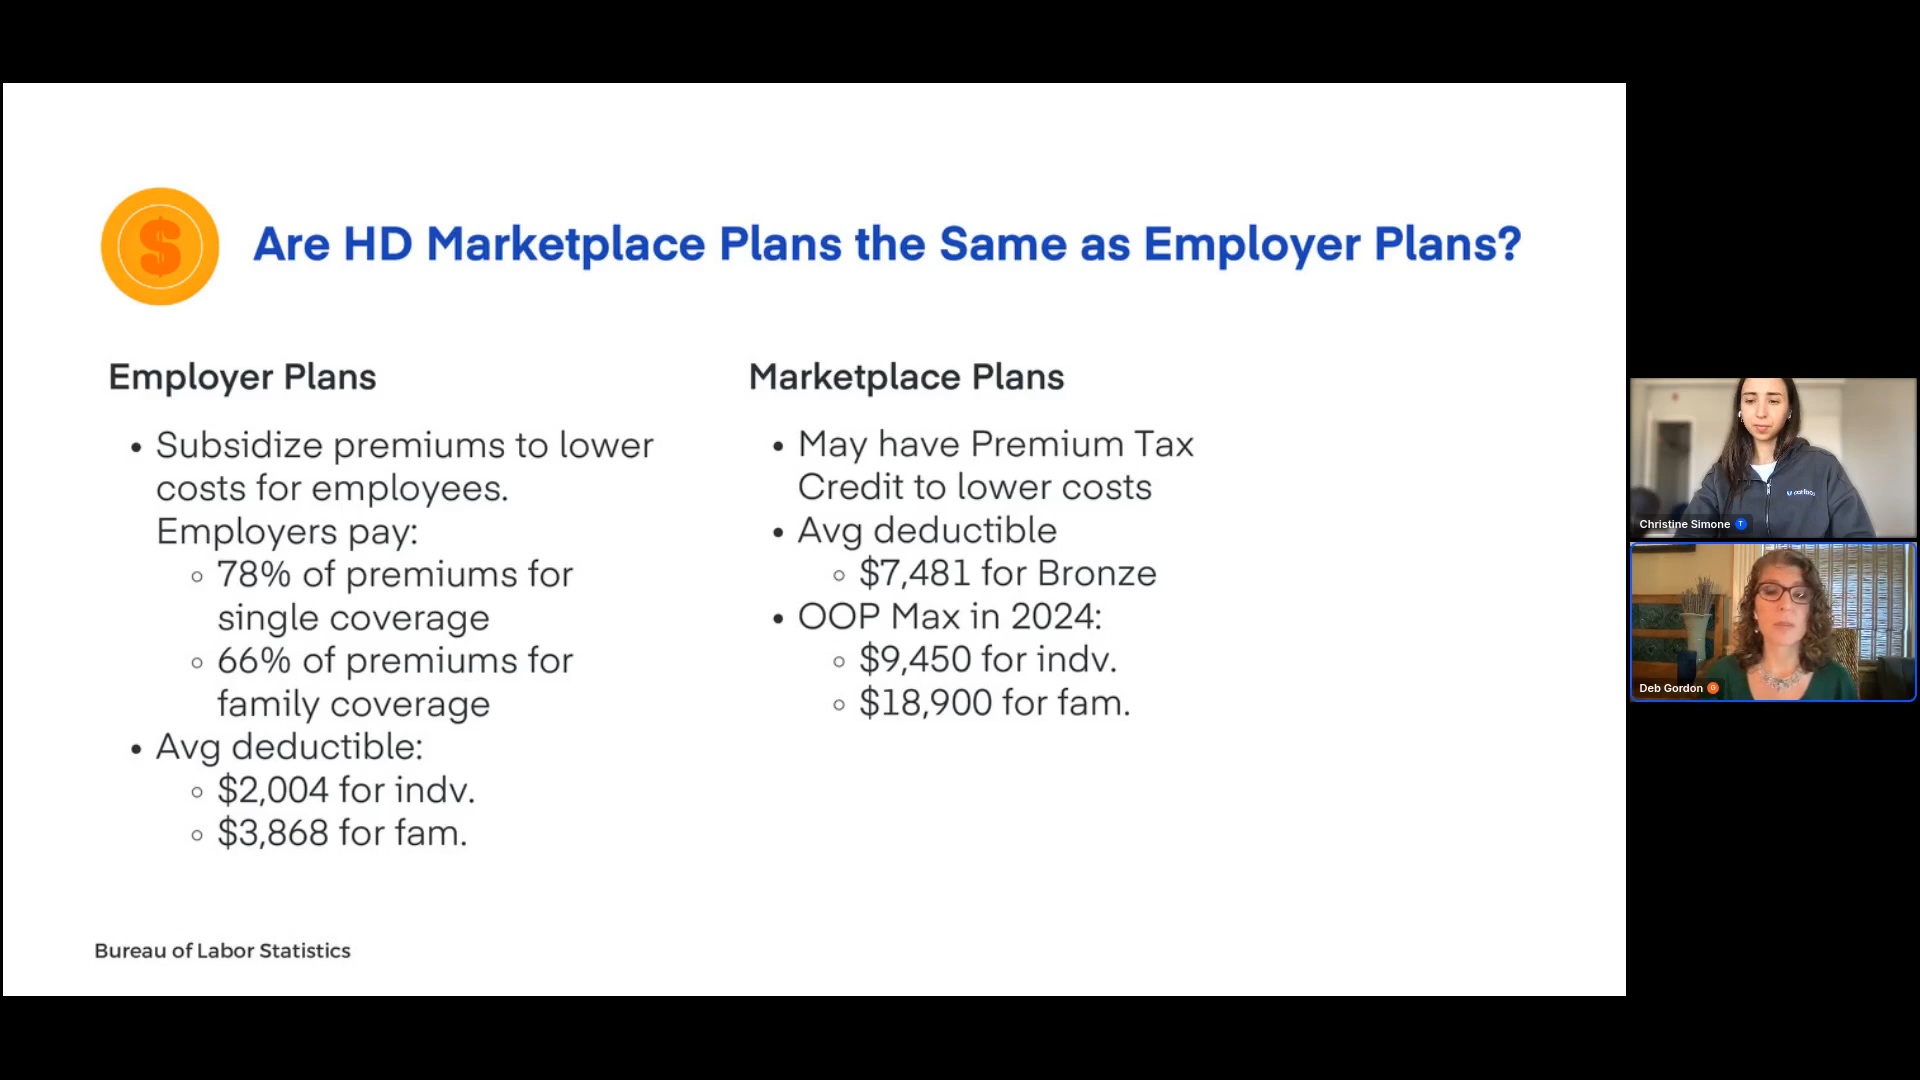 $
Are HD Marketplace Plans the Same as Employer Plans?
Employer Plans
• Subsidize premiums to lower
costs for employees.
Employers pay:
○ 78% of premiums for
single coverage
○ 66% of premiums for
family coverage
• Avg deductible:
○ $2,004 for indv.
○ $3,868 for fam.
Marketplace Plans
• May have Premium Tax
Credit to lower costs
• Avg deductible
○ $7,481 for Bronze
• OOP Max in 2024:
○ $9,450 for indv.
○ $18,900 for fam.
Bureau of Labor Statistics
Christine Simone T
Deb Gordon